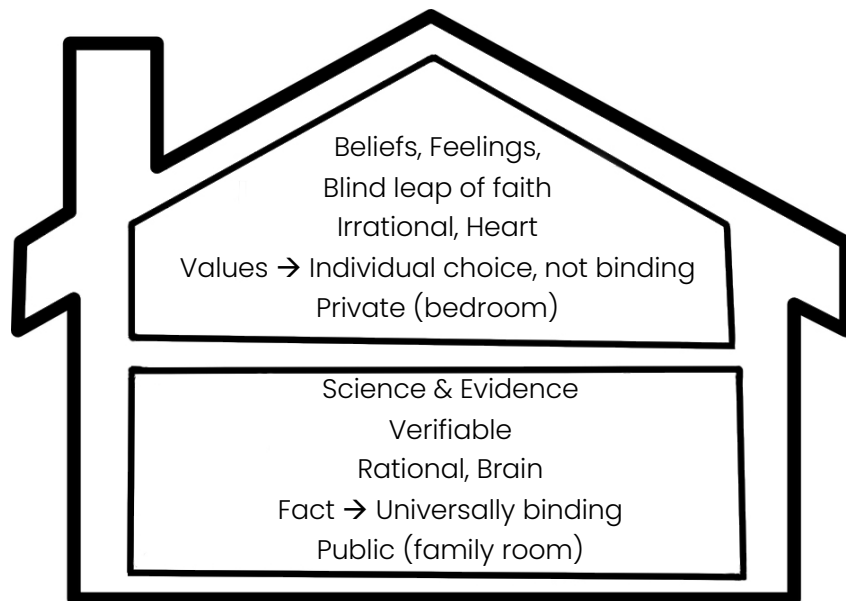 Beliefs, Feelings,
Blind leap of faith
Irrational, Heart
Values → Individual choice, not binding
Private (bedroom)
Science & Evidence
Verifiable
Rational, Brain
Fact → Universally binding
Public (family room)